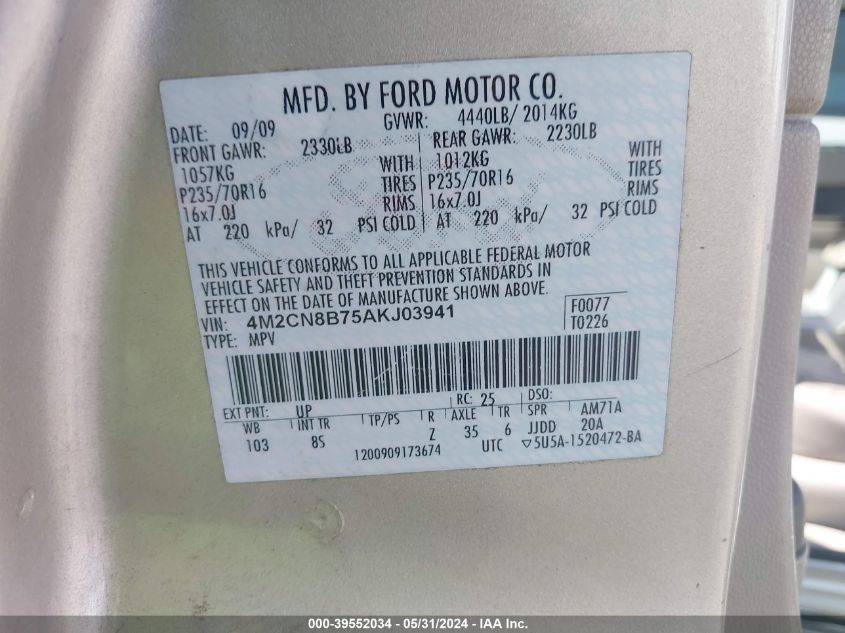 MFD. BY FORD MOTOR CO.
DATE: 09/09 GVWR: 4440LB/ 2014KG
FRONT GAWR: 2330LB REAR GAWR: 2230LB
1057KG WITH 1012KG WITH
P235/70R16 TIRES P235/70R16 TIRES
16x7.0J RIMS 16x7.0J RIMS
AT 220 kPa/ 32 PSI COLD AT 220 kPa/ 32 PSI COLD
THIS VEHICLE CONFORMS TO ALL APPLICABLE FEDERAL MOTOR
VEHICLE SAFETY AND THEFT PREVENTION STANDARDS IN
EFFECT ON THE DATE OF MANUFACTURE SHOWN ABOVE.
VIN: 4M2CN8B75AKJ03941 F0077
TYPE: MPV T0226
RC: 25 DSO:
EXT PNT: UP
WB INT TR TP/PS R AXLE TR SPR AM71A
103 8S Z 35 6 JJDD 20A
1200909173674 UTC ▽5U5A-1520472-BA
000-39552034 - 05/31/2024 - IAA Inc.